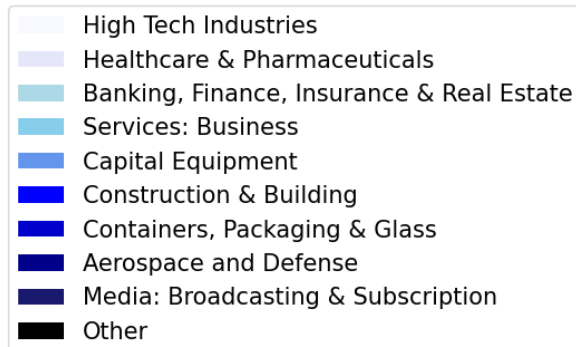 High Tech Industries
Healthcare & Pharmaceuticals
Banking, Finance, Insurance & Real Estate
Services: Business
Capital Equipment
Construction & Building
Containers, Packaging & Glass
Aerospace and Defense
Media: Broadcasting & Subscription
Other